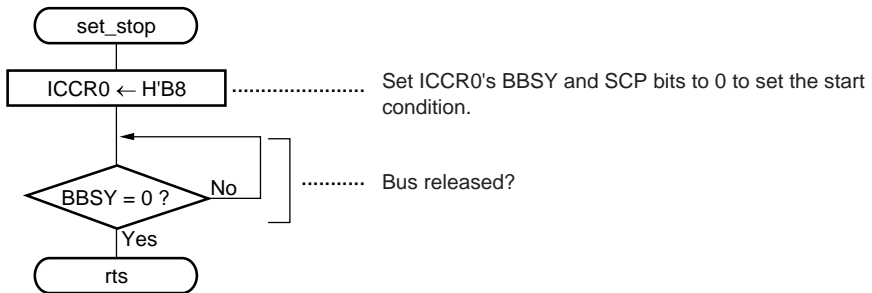 set_stop
ICCR0 ← H'B8
Set ICCR0's BBSY and SCP bits to 0 to set the start
condition.
BBSY = 0 ?
No
Bus released?
Yes
rts